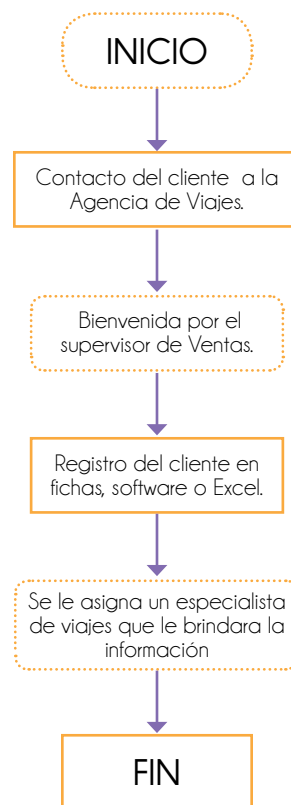 INICIO
Contacto del cliente a la
Agencia de Viajes.
Bienvenida por el
supervisor de Ventas.
Registro del cliente en
fichas, software o Excel.
Se le asigna un especialista
de viajes que le brindara la
información
FIN